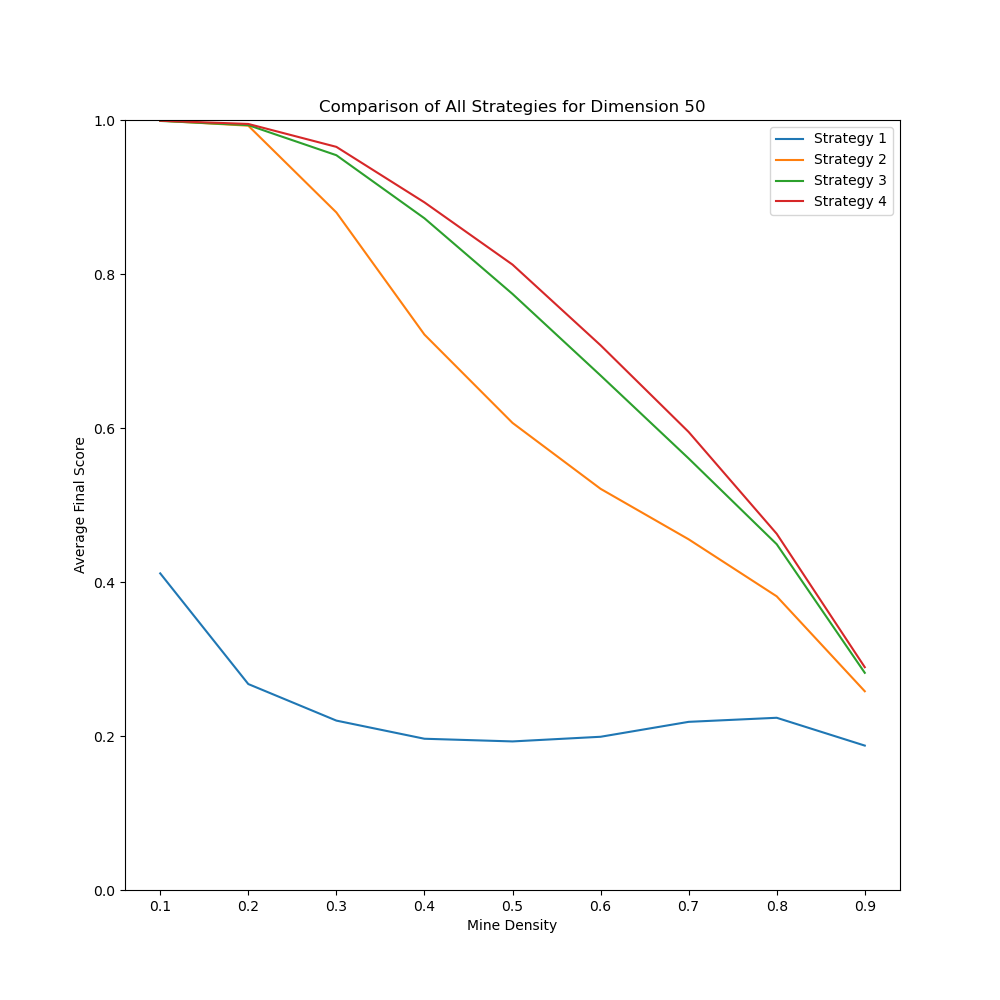 Comparison of All Strategies for Dimension 50
Strategy 1
Strategy 2
Strategy 3
Strategy 4
Average Final Score
1.0
0.8
0.6
0.4
0.2
0.0
0.1 0.2 0.3 0.4 0.5 0.6 0.7 0.8 0.9
Mine Density